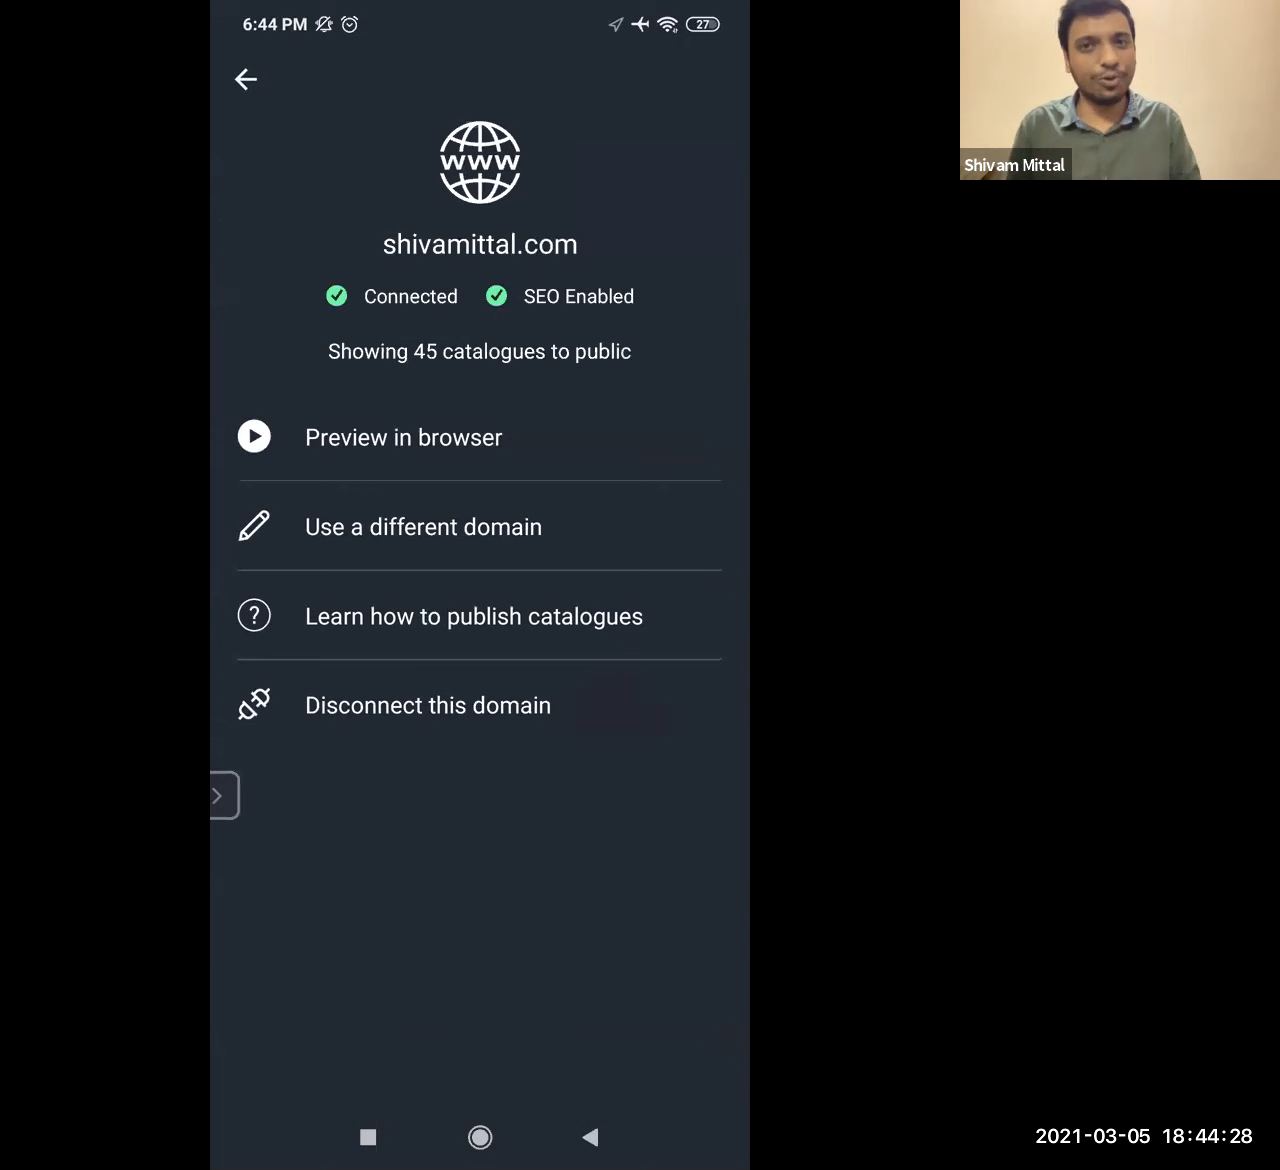 6:44 PM
27
www
shivamittal.com
Connected
SEO Enabled
Showing 45 catalogues to public
Preview in browser
Use a different domain
? Learn how to publish catalogues
Disconnect this domain
Shivam Mittal
2021-03-05 18:44:28